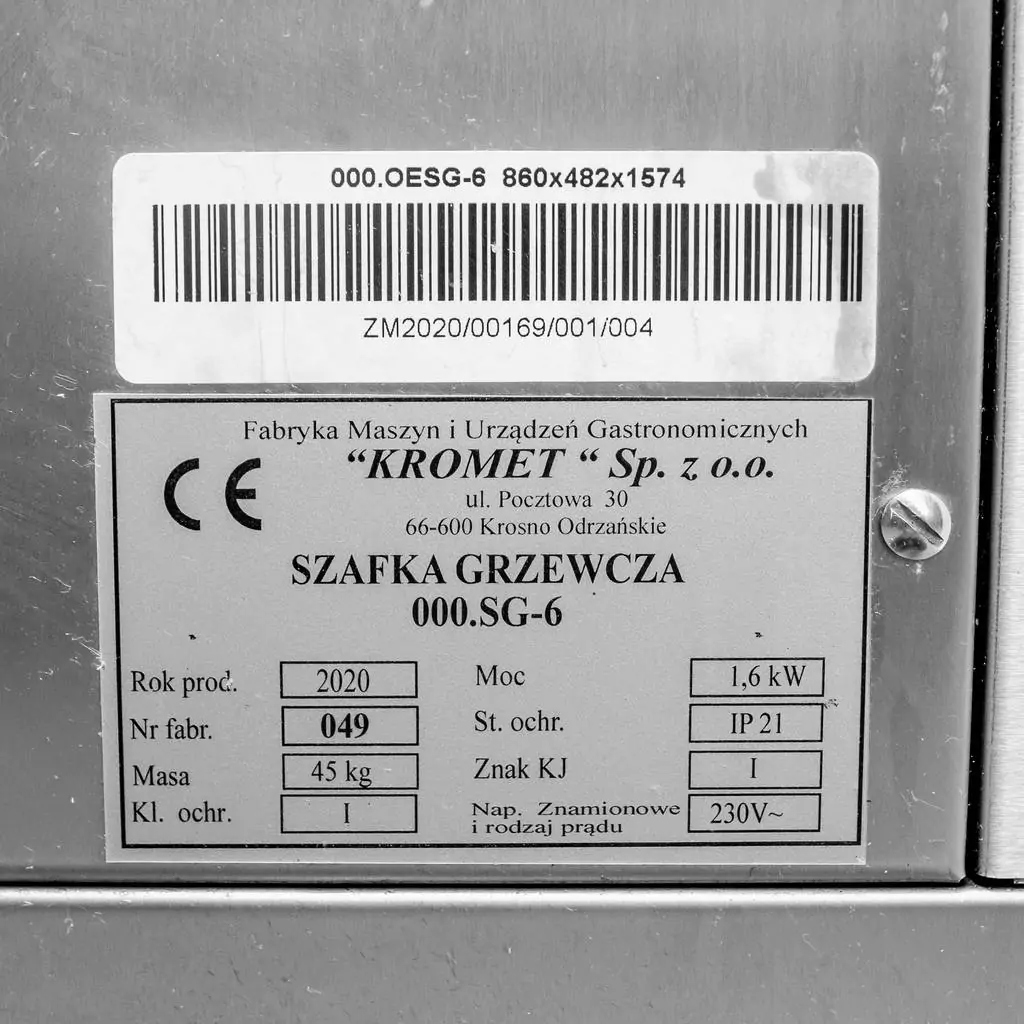 000.OESG-6 860x482x1574
ZM2020/00169/001/004
Fabryka Maszyn i Urządzeń Gastronomicznych
CE “KROMET “ Sp. z o.o.
ul. Pocztowa 30
66-600 Krosno Odrzańskie
SZAFKA GRZEWCZA
000.SG-6
Rok prod. 2020 Moc 1,6 kW
Nr fabr. 049 St. ochr. IP 21
Masa 45 kg Znak KJ I
Kl. ochr. I Nap. Znamionowe 230V~
i rodzaj prądu